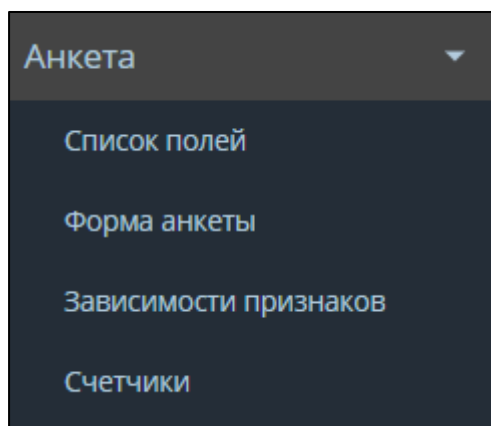 Анкета
Список полей
Форма анкеты
Зависимости признаков
Счетчики